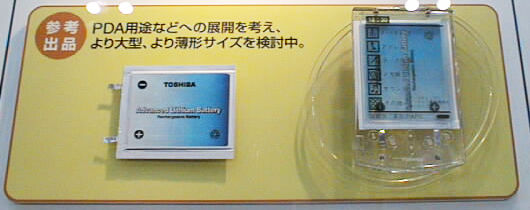 参考
出品
PDA用途などへの展開を考え、
より大型、より薄形サイズを検討中。
TOSHIBA
Advanced Lithium Battery
Rechargeable Battery